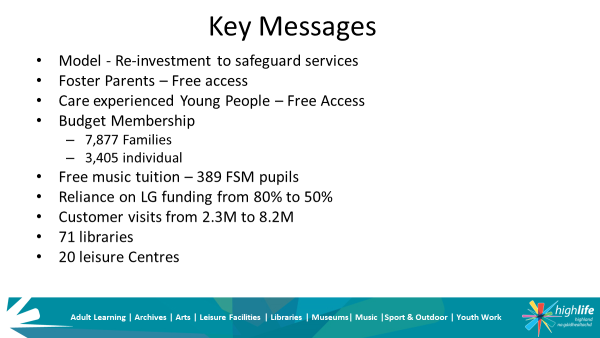 Key Messages
• Model - Re-investment to safeguard services
• Foster Parents – Free access
• Care experienced Young People – Free Access
• Budget Membership
– 7,877 Families
– 3,405 individual
• Free music tuition – 389 FSM pupils
• Reliance on LG funding from 80% to 50%
• Customer visits from 2.3M to 8.2M
• 71 libraries
• 20 leisure Centres
Adult Learning | Archives | Arts | Leisure Facilities | Libraries | Museums| Music |Sport & Outdoor | Youth Work
highlife
highland